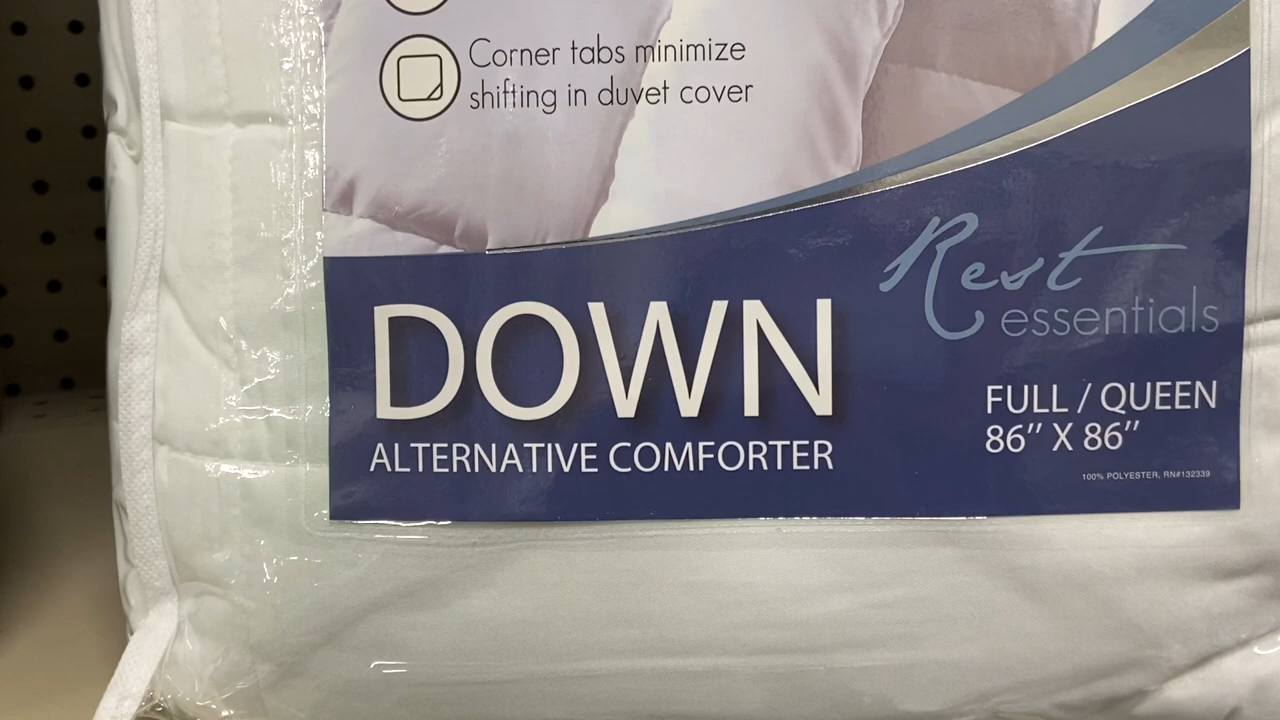 Corner tabs minimize
shifting in duvet cover
Rest
essentials
DOWN
ALTERNATIVE COMFORTER
FULL / QUEEN
86" X 86"
100% POLYESTER, RN#132339